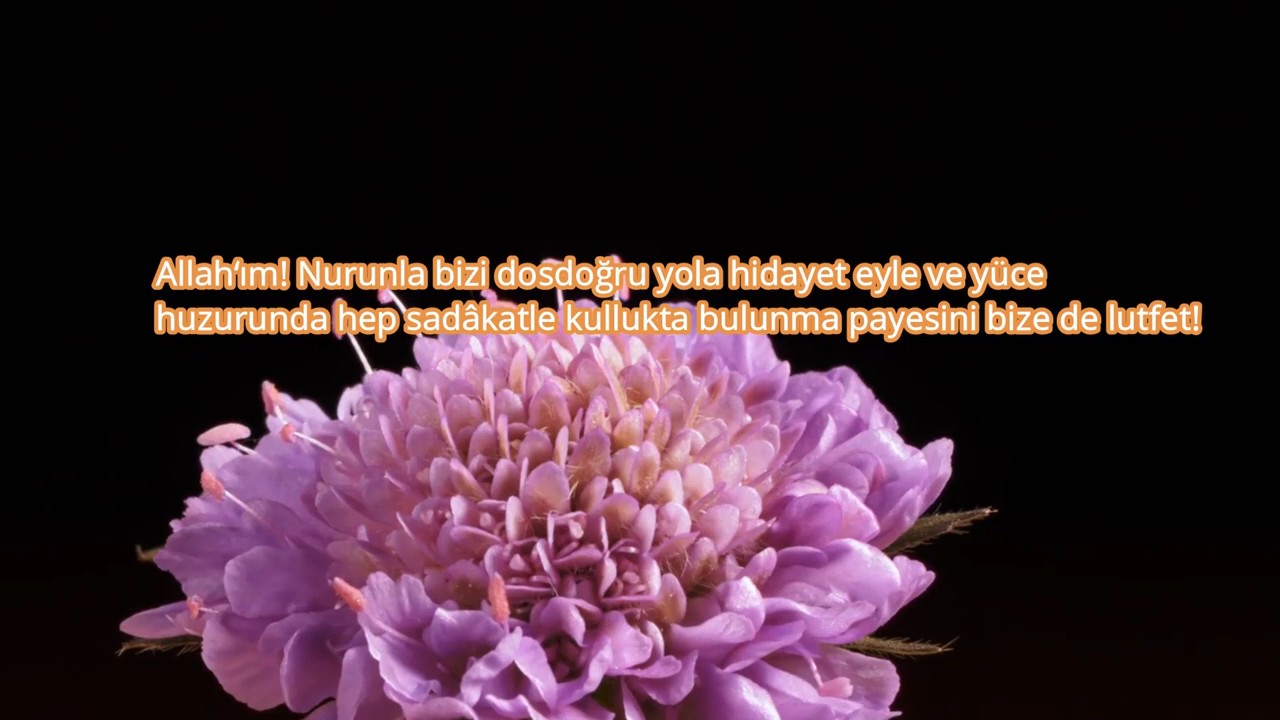 Allah‘ım! Nurunla bizi dosdoğru yola hidayet eyle ve yüce
huzurunda hep sadâkatle kullukta bulunma payesini bize de lutfet!